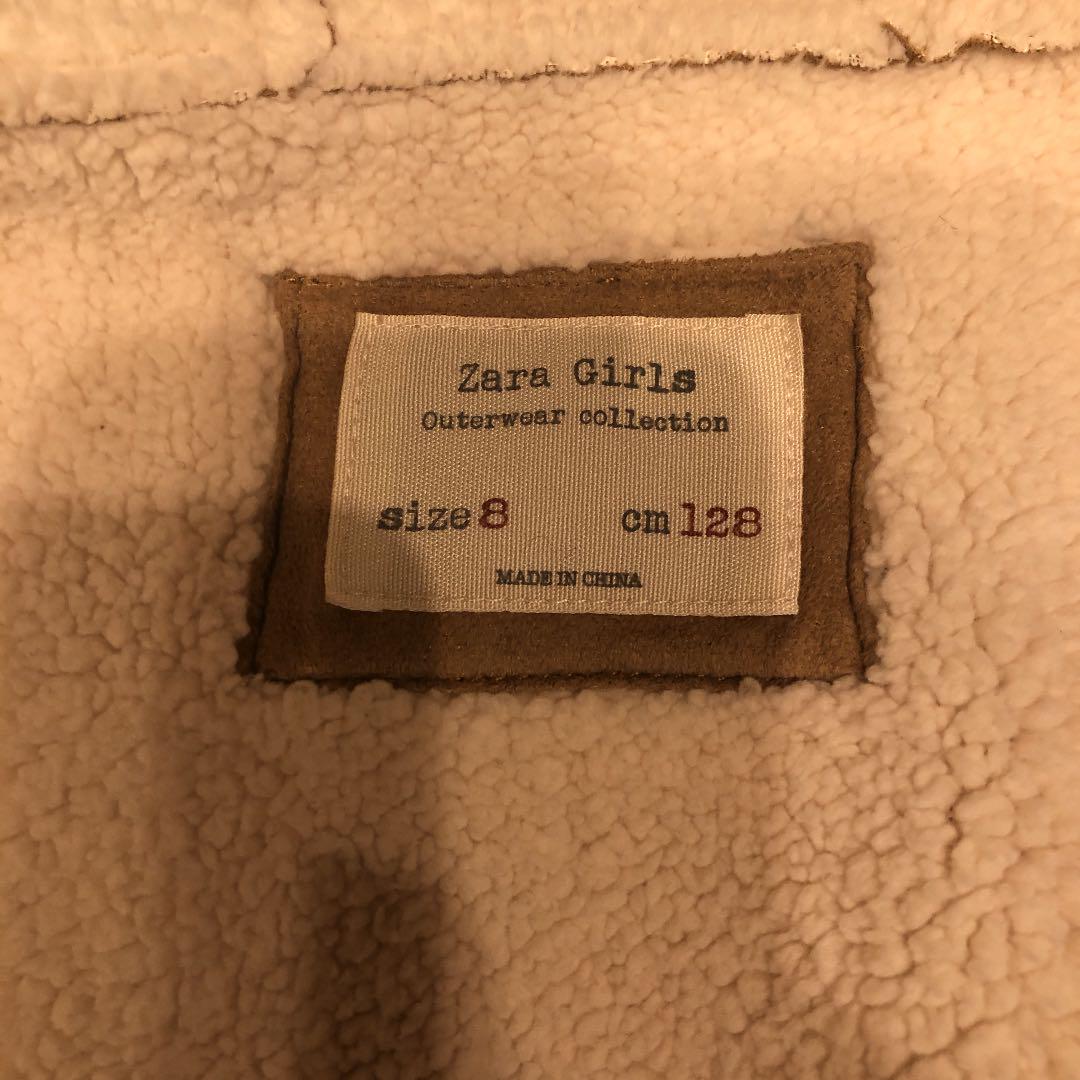 Zara Girls
Outerwear collection
size 8 cm 128
MADE IN CHINA